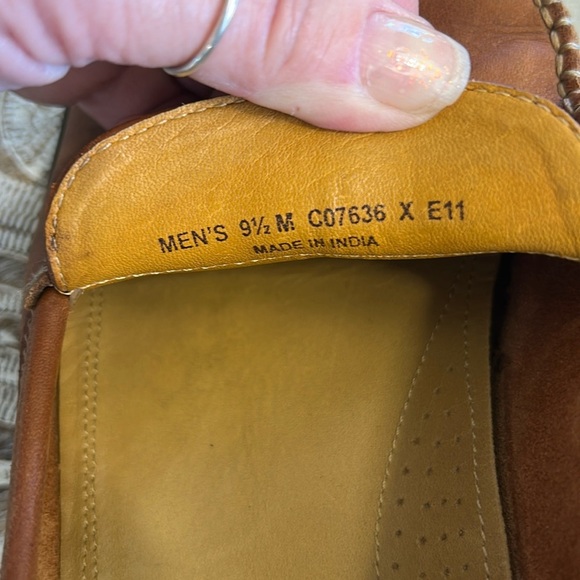 MEN'S 9½ M C07636 X E11
MADE IN INDIA